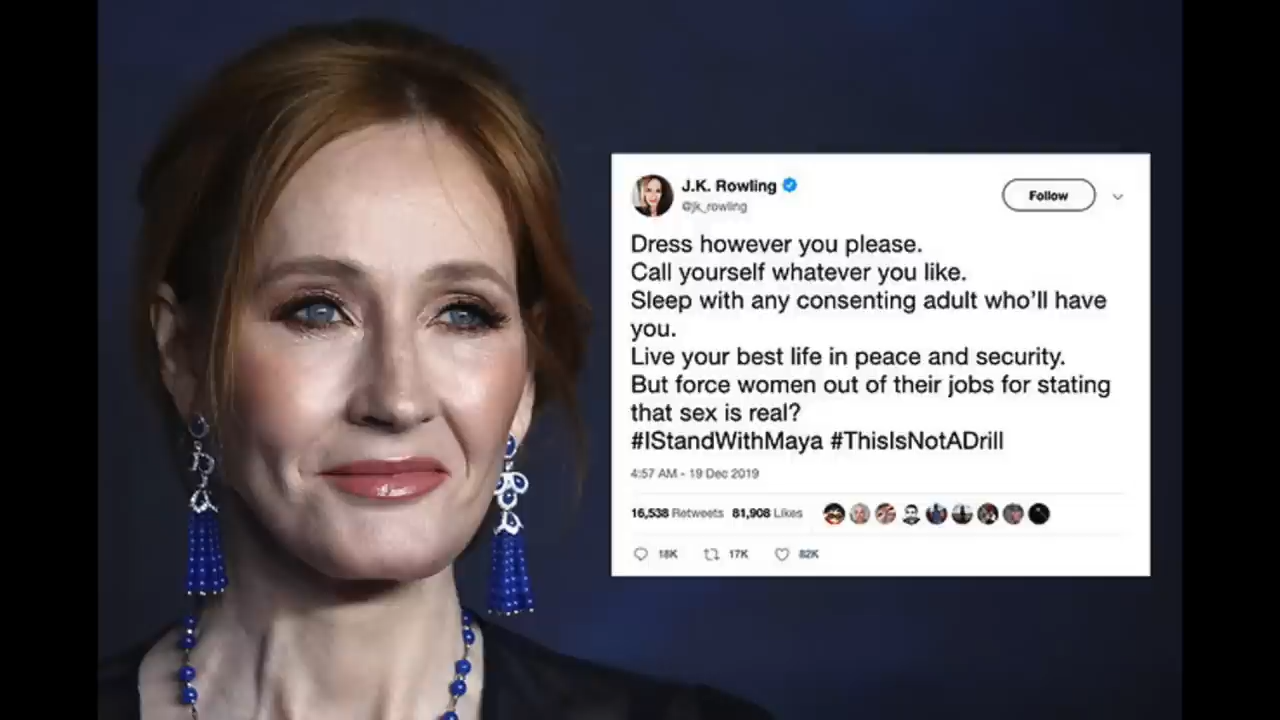 J.K. Rowling
@jk_rowling
Follow
Dress however you please.
Call yourself whatever you like.
Sleep with any consenting adult who'll have
you.
Live your best life in peace and security.
But force women out of their jobs for stating
that sex is real?
#IStandWithMaya #ThisIsNotADrill
4:57 AM - 19 Dec 2019
16,538 Retweets 81,908 Likes
18K 17K 82K